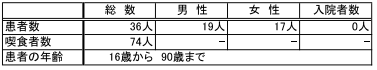 総 数 男 性 女 性 入院者数
患者数 36人 19人 17人 0人
喫食者数 74人 － － －
患者の年齢 16歳から 90歳まで